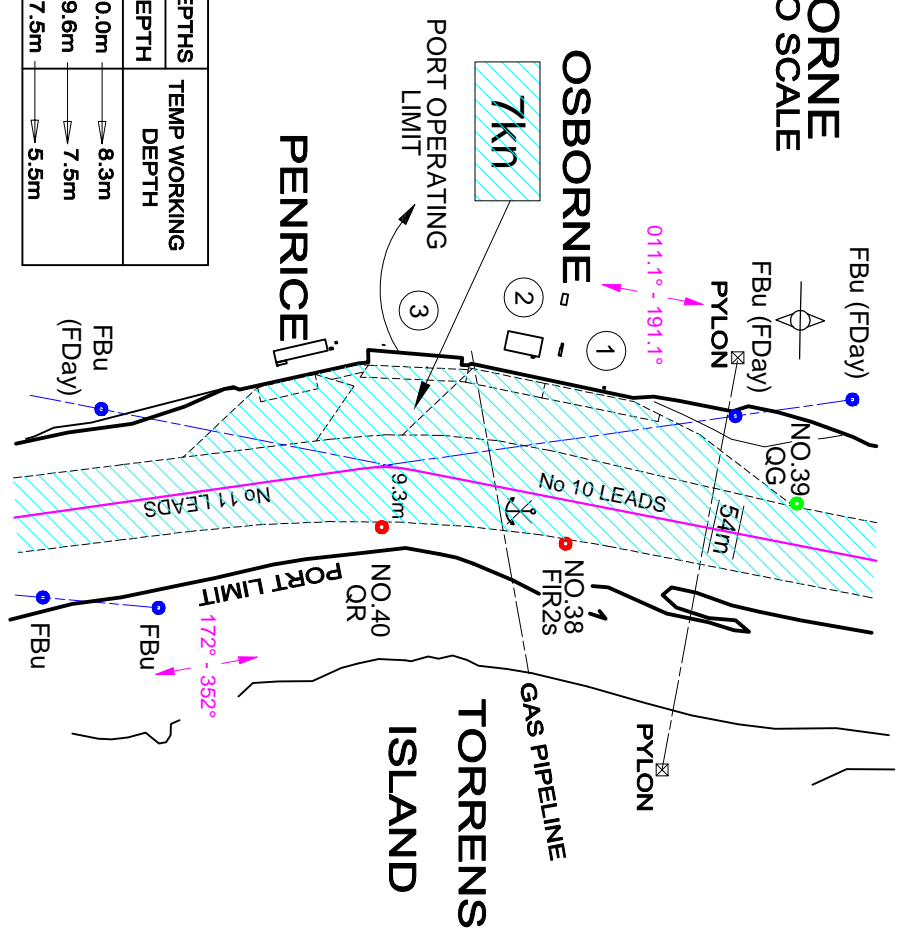 ORNE
O SCALE
OSBORNE
7kn
PORT OPERATING
LIMIT
PENRICE
EPTHS
EPTH
TEMP WORKING
DEPTH
0.0m
8.3m
9.6m
7.5m
7.5m
5.5m
1
2
3
011.1° - 191.1°
PYLON
FBu (FDay)
FBu (FDay)
FBu
(FDay)
NO.39
QG
54m
No 10 LEADS
No 11 LEADS
9.3m
NO.38
FlR2s
NO.40
QR
PORT LIMIT
FBu
FBu
172° - 352°
GAS PIPELINE
PYLON
TORRENS
ISLAND